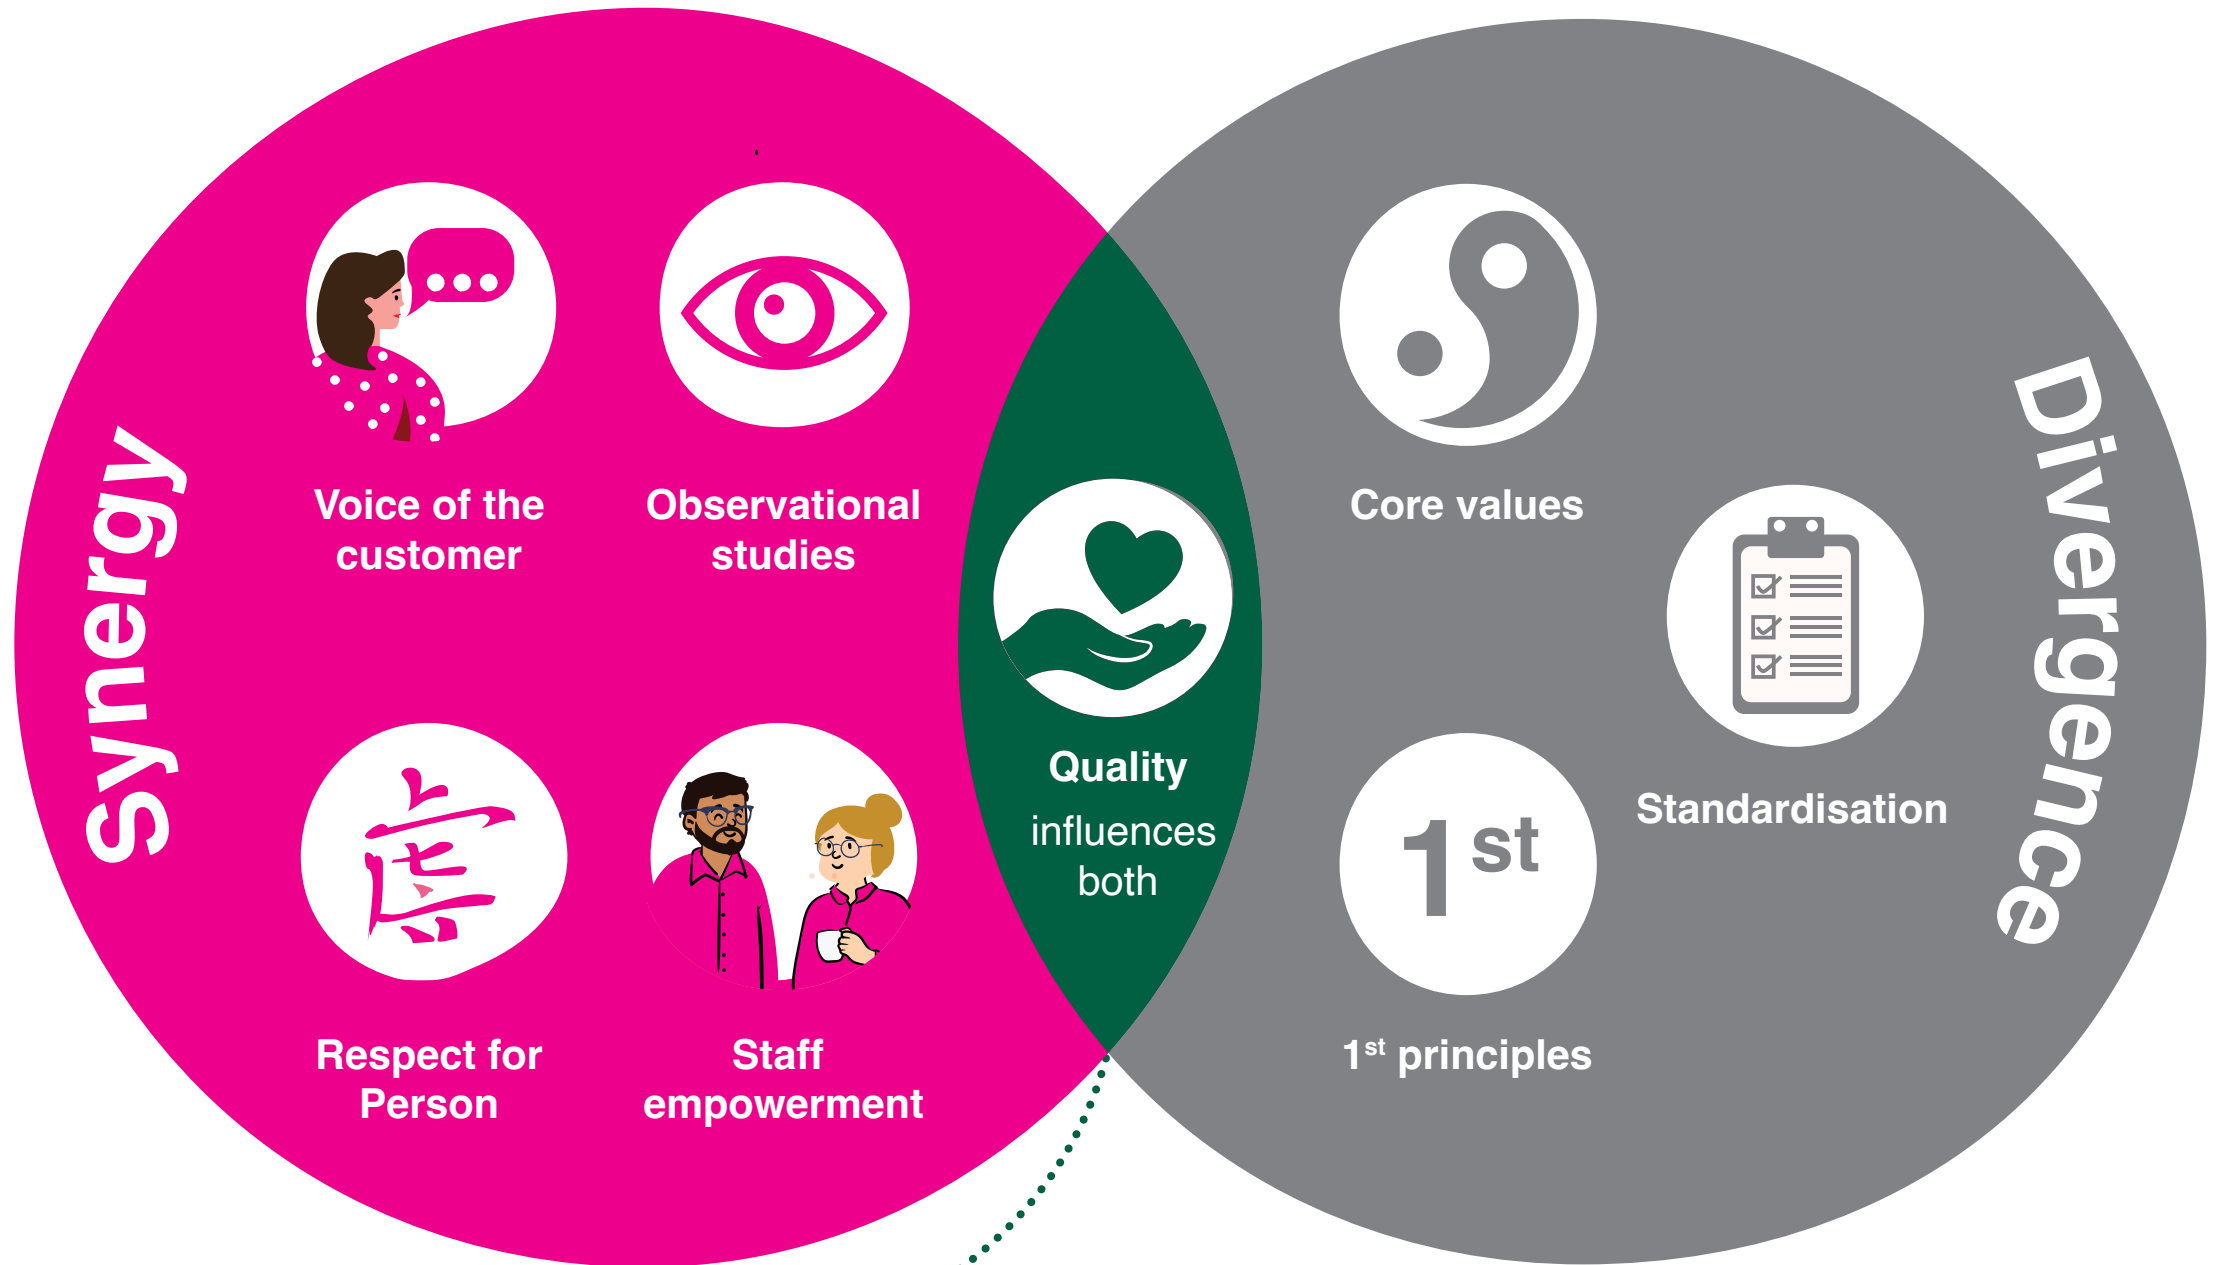 Synergy
Voice of the
customer
Observational
studies
Respect for
Person
Staff
empowerment
Quality
influences
both
Core values
Standardisation
1st
1st principles
Divergence